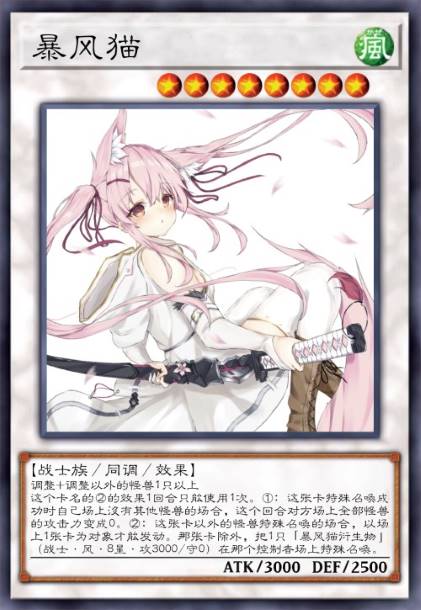 暴风猫
風
【战士族／同调／效果】
调整＋调整以外的怪兽1只以上
这个卡名的②的效果1回合只能使用1次。①：这张卡特殊召唤成
功时自己场上没有其他怪兽的场合，这个回合对方场上全部怪兽
的攻击力变成0。②：这张卡以外的怪兽特殊召唤的场合，以场
上1张卡为对象才能发动。那张卡除外，把1只「暴风猫衍生物」
（战士·风·8星·攻3000/守0）在那个控制者场上特殊召唤。
ATK/3000 DEF/2500